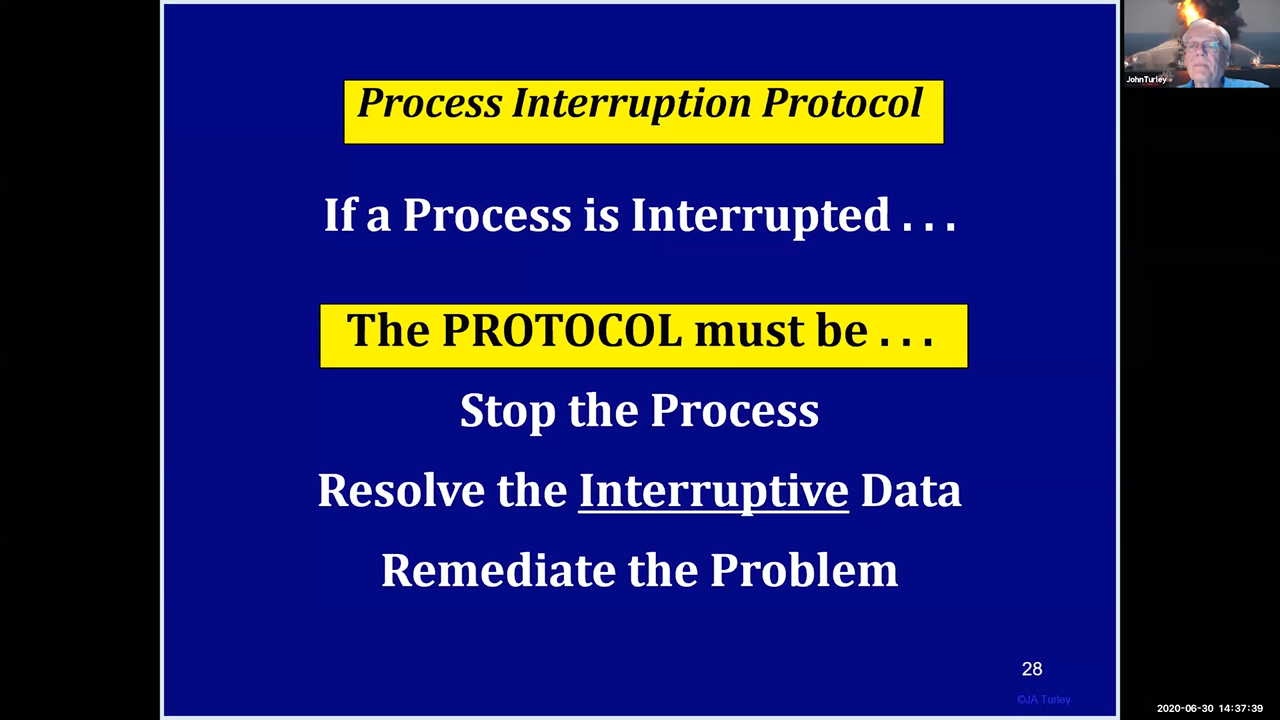 Process Interruption Protocol
If a Process is Interrupted . . .
The PROTOCOL must be . . .
Stop the Process
Resolve the Interruptive Data
Remediate the Problem
28
©JA Turley
JohnTurley
2020-06-30 14:37:39